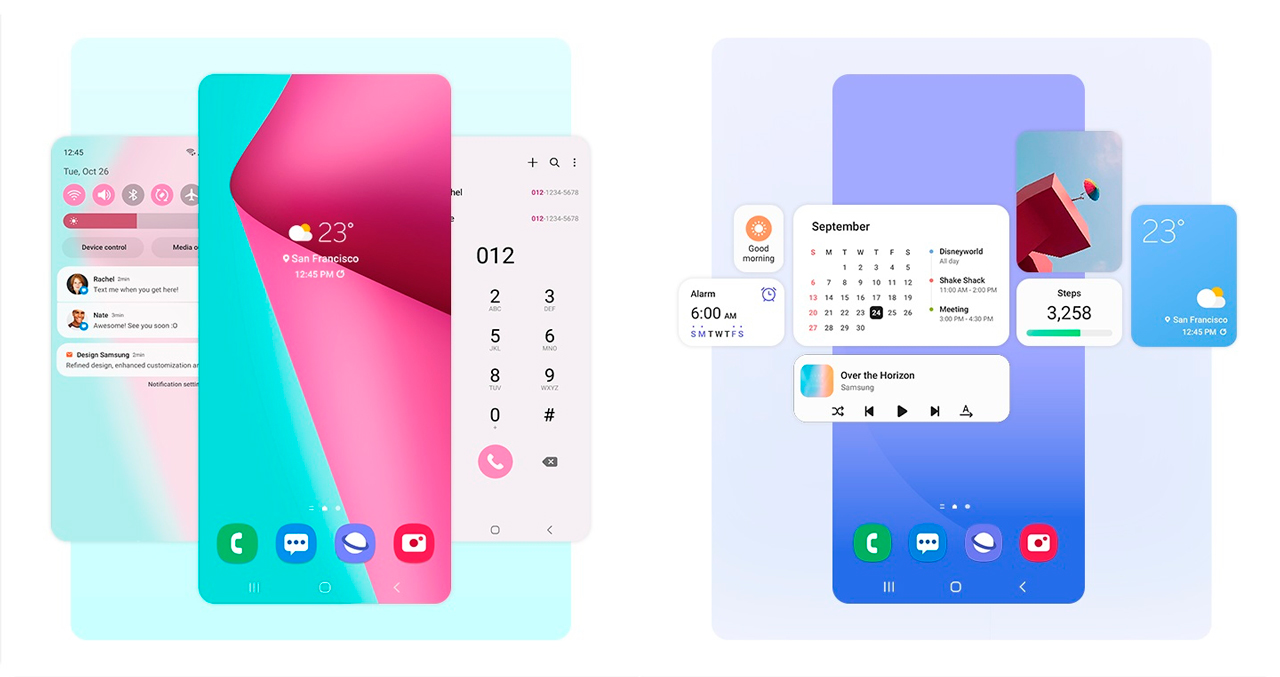 12:45
Tue, Oct 26
Device control
Media o
Rachel 2min
Text me when you get here!
Nate 3min
Awesome! See you soon :O
Design Samsung 2min
Refined design, enhanced customization an
Notification settin
23°
San Francisco
12:45 PM
hel
012-1234-5678
e
012-1234-5678
012
2 3
ABC DEF
5 6
JKL MNO
8 9
TUV WXYZ
0 #
+
Good
morning
Alarm
6:00 AM
S M T W T F S
September
S M T W T F S
1 2 3 4 5
6 7 8 9 10 11 12
13 14 15 16 17 18 19
20 21 22 23 24 25 26
27 28 29 30
Disneyworld
All day
Shake Shack
11:00 AM - 2:00 PM
Meeting
3:00 PM - 4:30 PM
Steps
3,258
23°
San Francisco
12:45 PM
Over the Horizon
Samsung
A